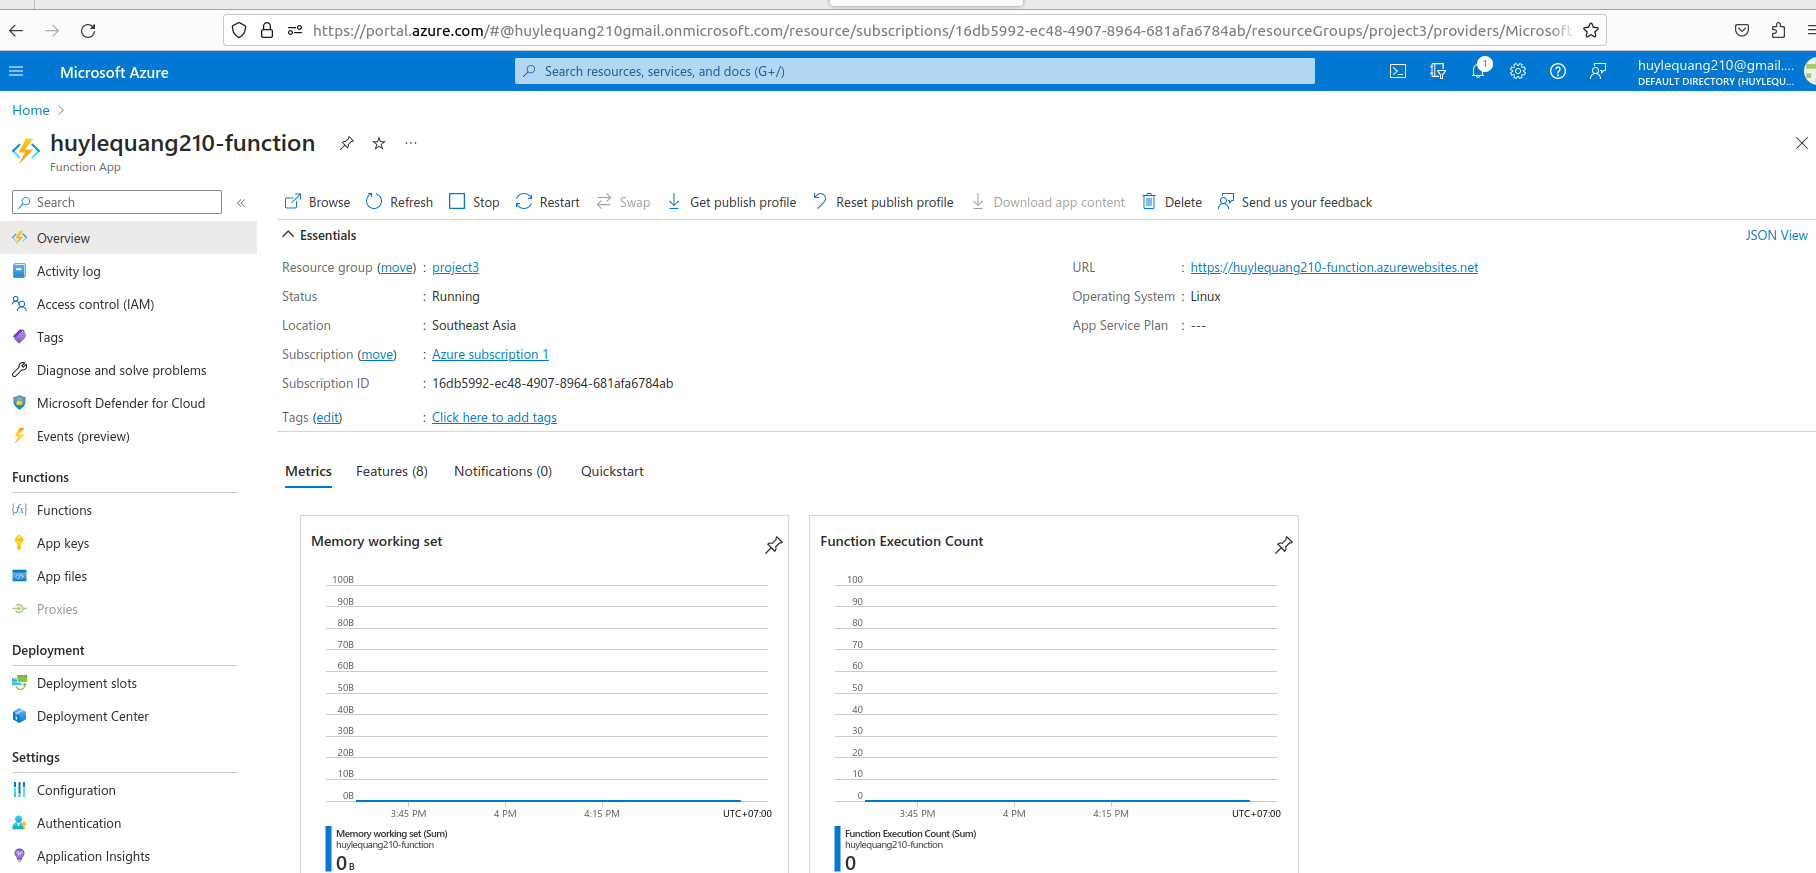 https://portal.azure.com/#@huylequang210gmail.onmicrosoft.com/resource/subscriptions/16db5992-ec48-4907-8964-681afa6784ab/resourceGroups/project3/providers/Microsoft.
Microsoft Azure
Search resources, services, and docs (G+/)
1
huylequang210@gmail....
DEFAULT DIRECTORY (HUYLEQU...
Home
huylequang210-function
...
Function App
Search
«
Browse
Refresh
Stop
Restart
Swap
Get publish profile
Reset publish profile
Download app content
Delete
Send us your feedback
Overview
Activity log
Access control (IAM)
Tags
Diagnose and solve problems
Microsoft Defender for Cloud
Events (preview)
Functions
Functions
App keys
App files
Proxies
Deployment
Deployment slots
Deployment Center
Settings
Configuration
Authentication
Application Insights
Essentials
JSON View
Resource group (move) : project3
Status : Running
Location : Southeast Asia
Subscription (move) : Azure subscription 1
Subscription ID : 16db5992-ec48-4907-8964-681afa6784ab
Tags (edit) : Click here to add tags
URL : https://huylequang210-function.azurewebsites.net
Operating System : Linux
App Service Plan : ---
Metrics
Features (8)
Notifications (0)
Quickstart
Memory working set
100B
90B
80B
70B
60B
50B
40B
30B
20B
10B
0B
3:45 PM
4 PM
4:15 PM
UTC+07:00
Memory working set (Sum)
huylequang210-function
0 B
Function Execution Count
100
90
80
70
60
50
40
30
20
10
0
3:45 PM
4 PM
4:15 PM
UTC+07:00
Function Execution Count (Sum)
huylequang210-function
0